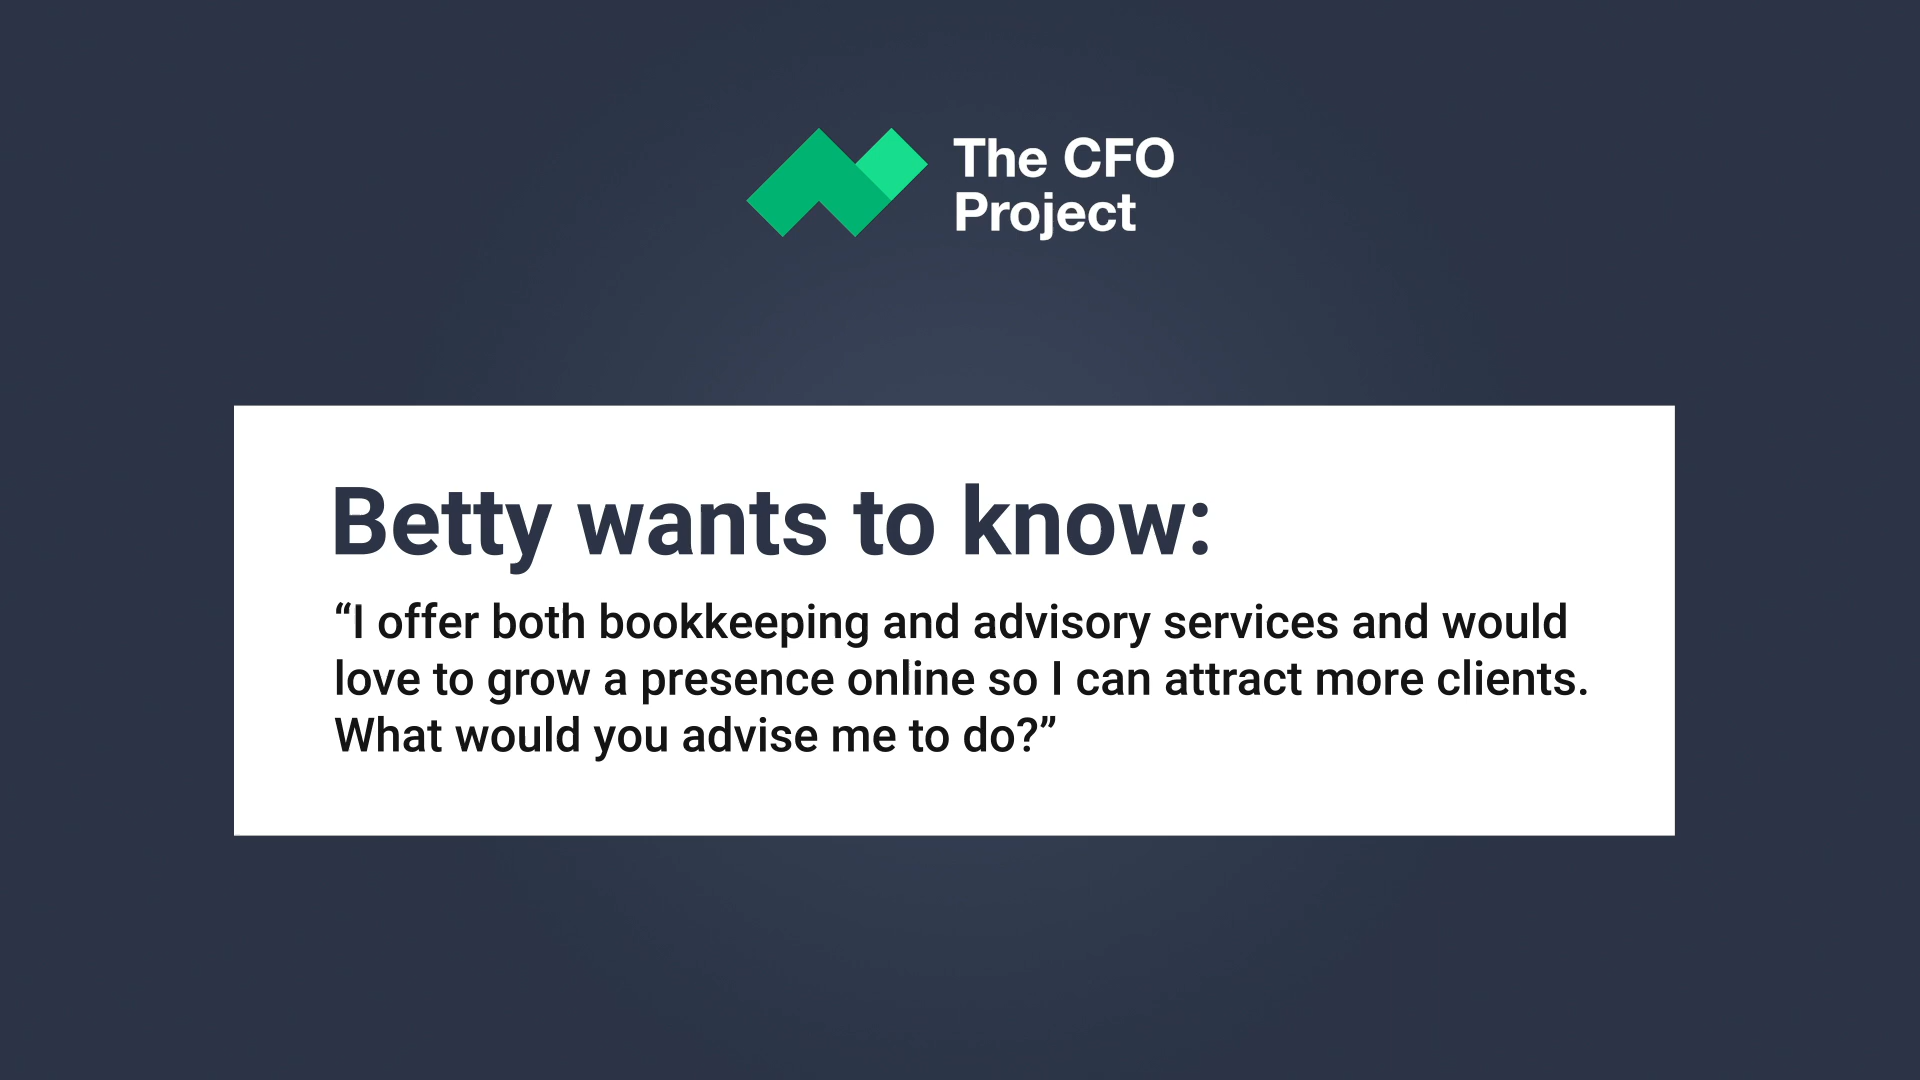 The CFO
Project
Betty wants to know:
“I offer both bookkeeping and advisory services and would
love to grow a presence online so I can attract more clients.
What would you advise me to do?”